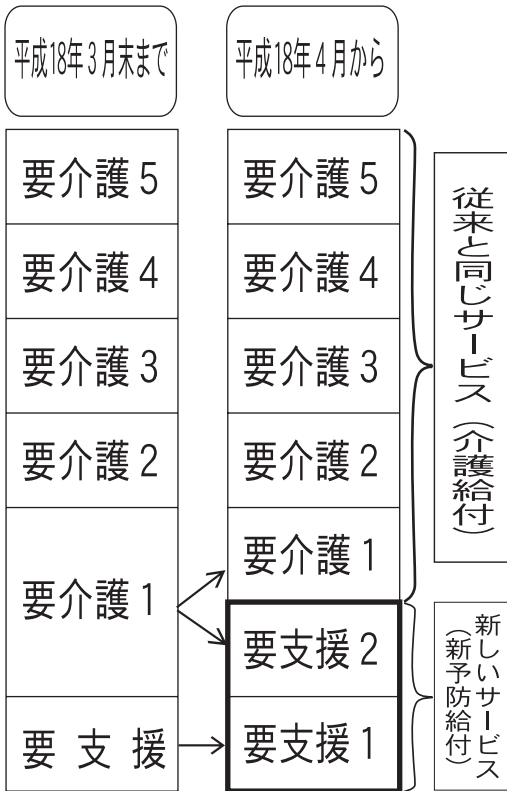 平成18年3月末まで
要介護5
要介護4
要介護3
要介護2
要介護1
要支援
平成18年4月から
要介護5
要介護4
要介護3
要介護2
要介護1
要支援2
要支援1
従来と同じサービス（介護給付）
新しいサービス
（新予防給付）